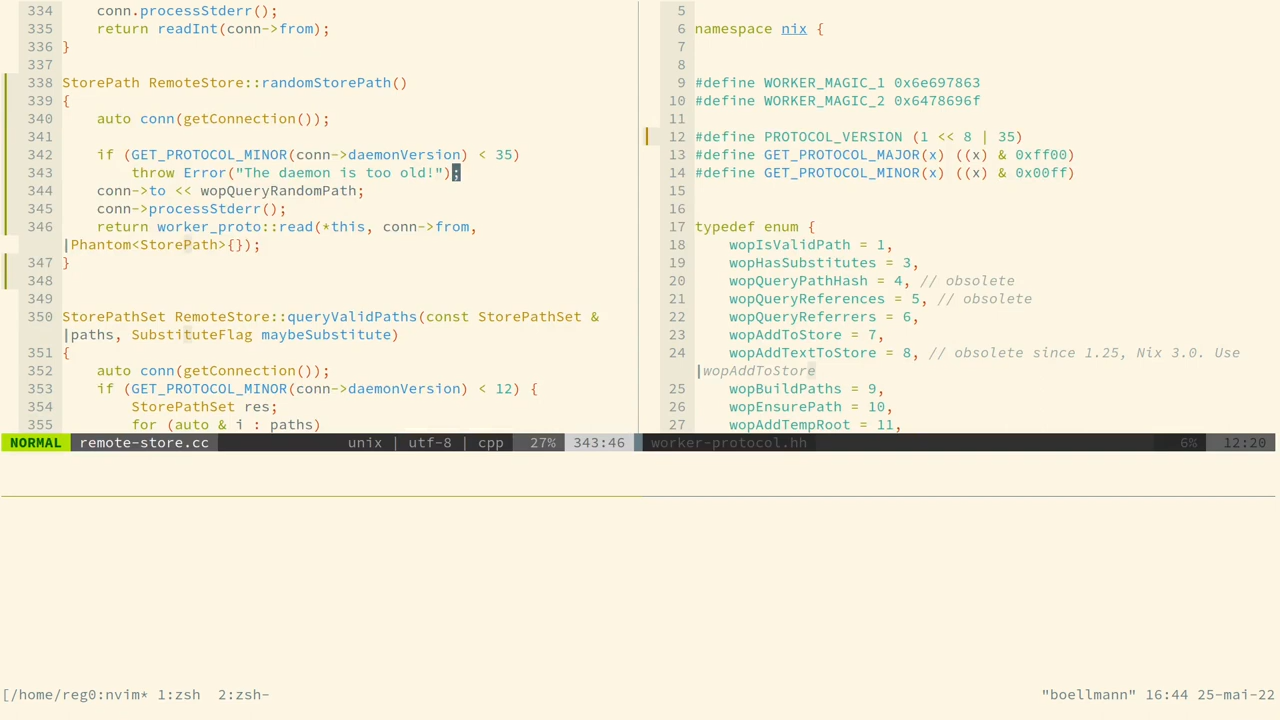 334     conn.processStderr();
335     return readInt(conn->from);
336 }
337
338 StorePath RemoteStore::randomStorePath()
339 {
340     auto conn(getConnection());
341
342     if (GET_PROTOCOL_MINOR(conn->daemonVersion) < 35)
343         throw Error("The daemon is too old!");
344     conn->to << wopQueryRandomPath;
345     conn->processStderr();
346     return worker_proto::read(*this, conn->from,
|Phantom<StorePath>{});
347 }
348
349
350 StorePathSet RemoteStore::queryValidPaths(const StorePathSet &
|paths, SubstituteFlag maybeSubstitute)
351 {
352     auto conn(getConnection());
353     if (GET_PROTOCOL_MINOR(conn->daemonVersion) < 12) {
354         StorePathSet res;
355         for (auto & i : paths)
NORMAL remote-store.cc unix | utf-8 | cpp 27% 343:46
5
6 namespace nix {
7
8
9 #define WORKER_MAGIC_1 0x6e697863
10 #define WORKER_MAGIC_2 0x6478696f
11
12 #define PROTOCOL_VERSION (1 << 8 | 35)
13 #define GET_PROTOCOL_MAJOR(x) ((x) & 0xff00)
14 #define GET_PROTOCOL_MINOR(x) ((x) & 0x00ff)
15
16
17 typedef enum {
18     wopIsValidPath = 1,
19     wopHasSubstitutes = 3,
20     wopQueryPathHash = 4, // obsolete
21     wopQueryReferences = 5, // obsolete
22     wopQueryReferrers = 6,
23     wopAddToStore = 7,
24     wopAddTextToStore = 8, // obsolete since 1.25, Nix 3.0. Use
|wopAddToStore
25     wopBuildPaths = 9,
26     wopEnsurePath = 10,
27     wopAddTempRoot = 11,
worker-protocol.hh 6% 12:20
[/home/reg0:nvim* 1:zsh  2:zsh- "boellmann" 16:44 25-mai-22